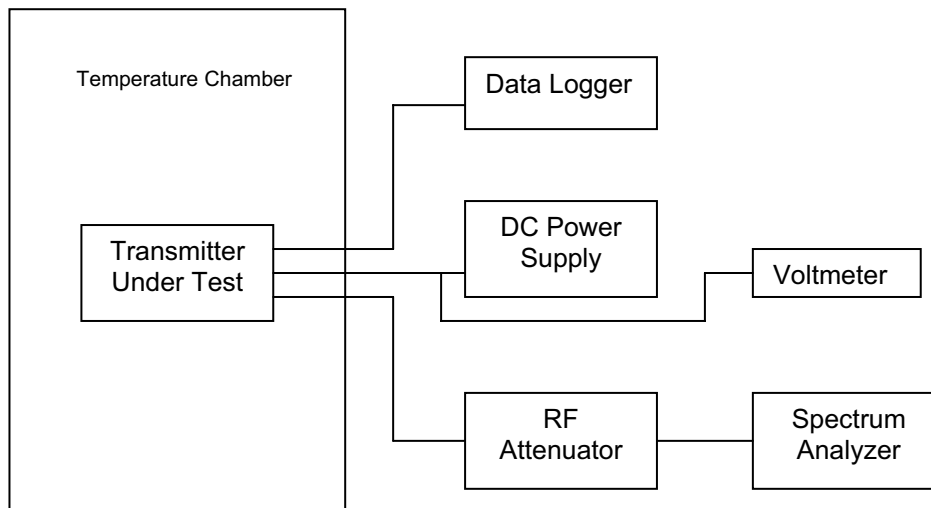 Temperature Chamber
Data Logger
Transmitter
Under Test
DC Power
Supply
Voltmeter
RF
Attenuator
Spectrum
Analyzer